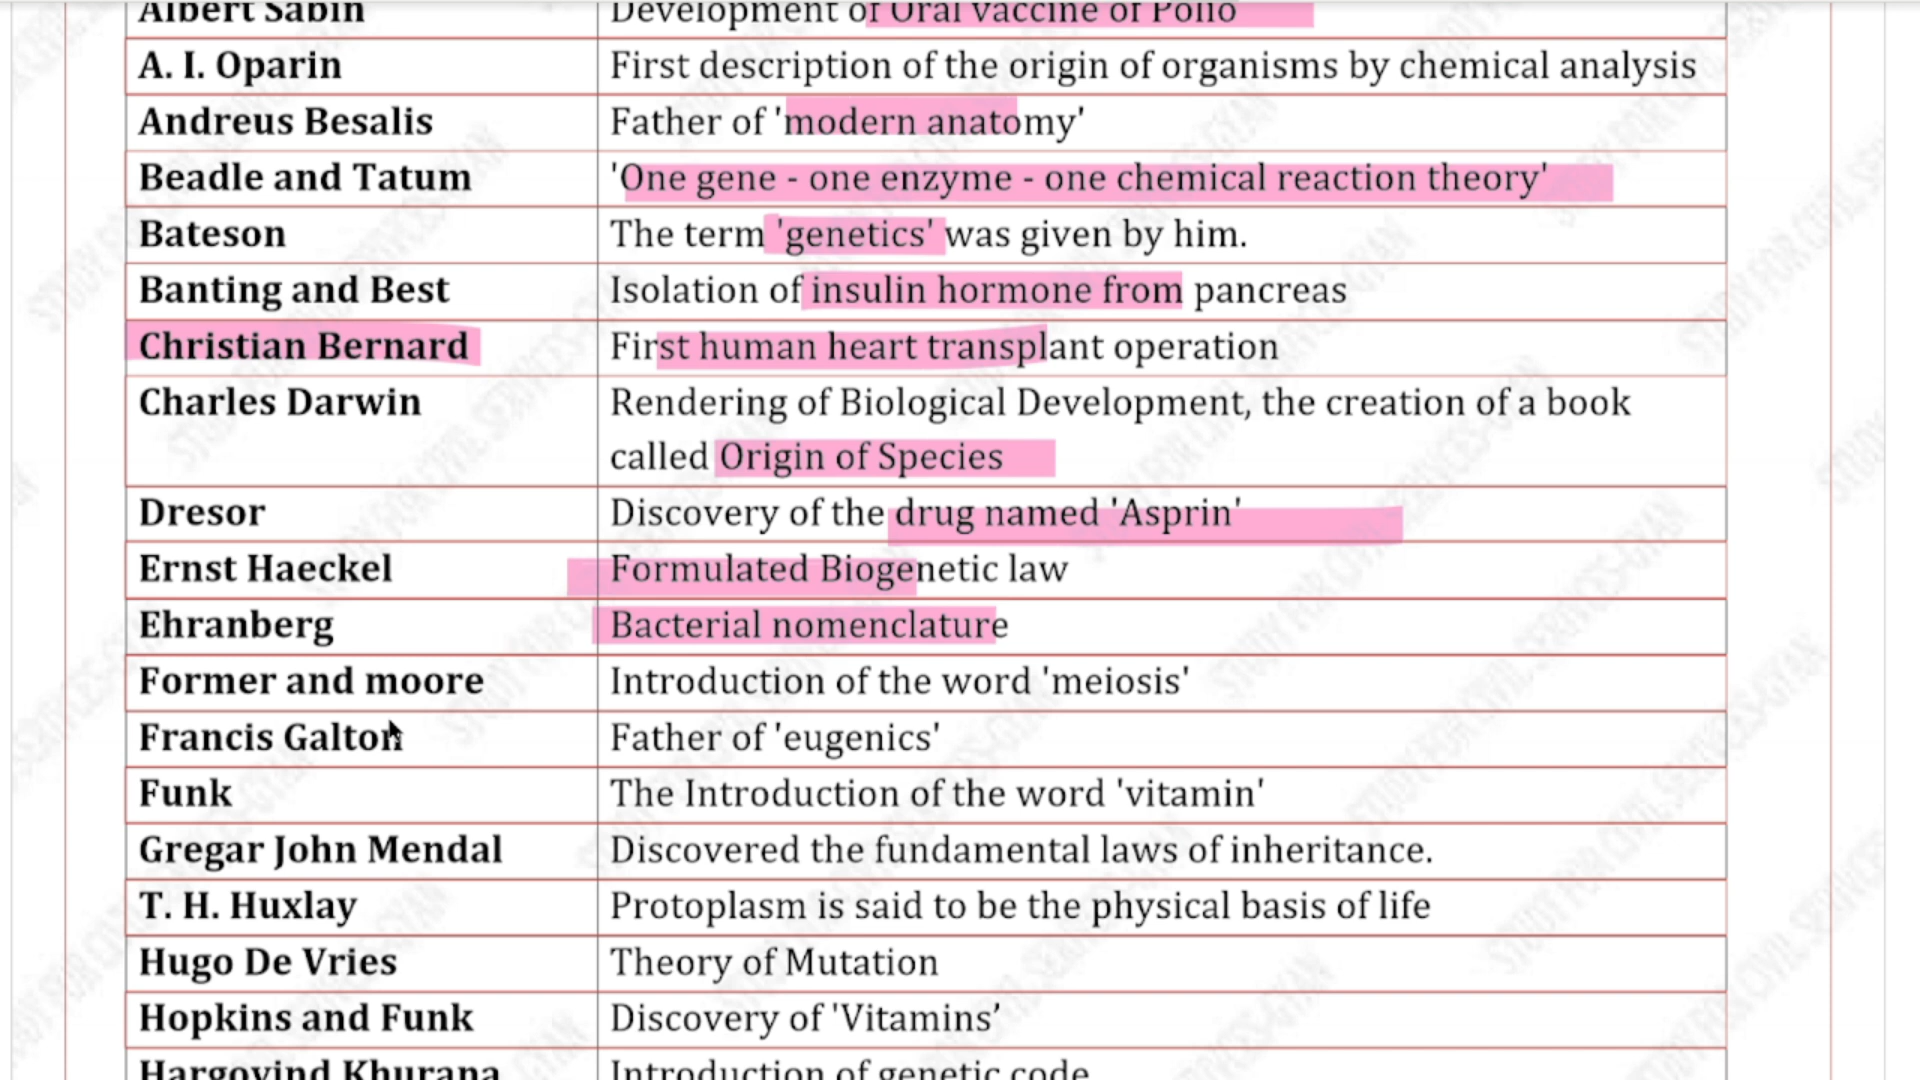 Albert Sabin Development of Oral vaccine of Polio
A. I. Oparin First description of the origin of organisms by chemical analysis
Andreus Besalis Father of 'modern anatomy'
Beadle and Tatum 'One gene - one enzyme - one chemical reaction theory'
Bateson The term 'genetics' was given by him.
Banting and Best Isolation of insulin hormone from pancreas
Christian Bernard First human heart transplant operation
Charles Darwin Rendering of Biological Development, the creation of a book
called Origin of Species
Dresor Discovery of the drug named 'Asprin'
Ernst Haeckel Formulated Biogenetic law
Ehranberg Bacterial nomenclature
Former and moore Introduction of the word 'meiosis'
Francis Galton Father of 'eugenics'
Funk The Introduction of the word 'vitamin'
Gregar John Mendal Discovered the fundamental laws of inheritance.
T. H. Huxlay Protoplasm is said to be the physical basis of life
Hugo De Vries Theory of Mutation
Hopkins and Funk Discovery of 'Vitamins’
Hargovind Khurana Introduction of genetic code